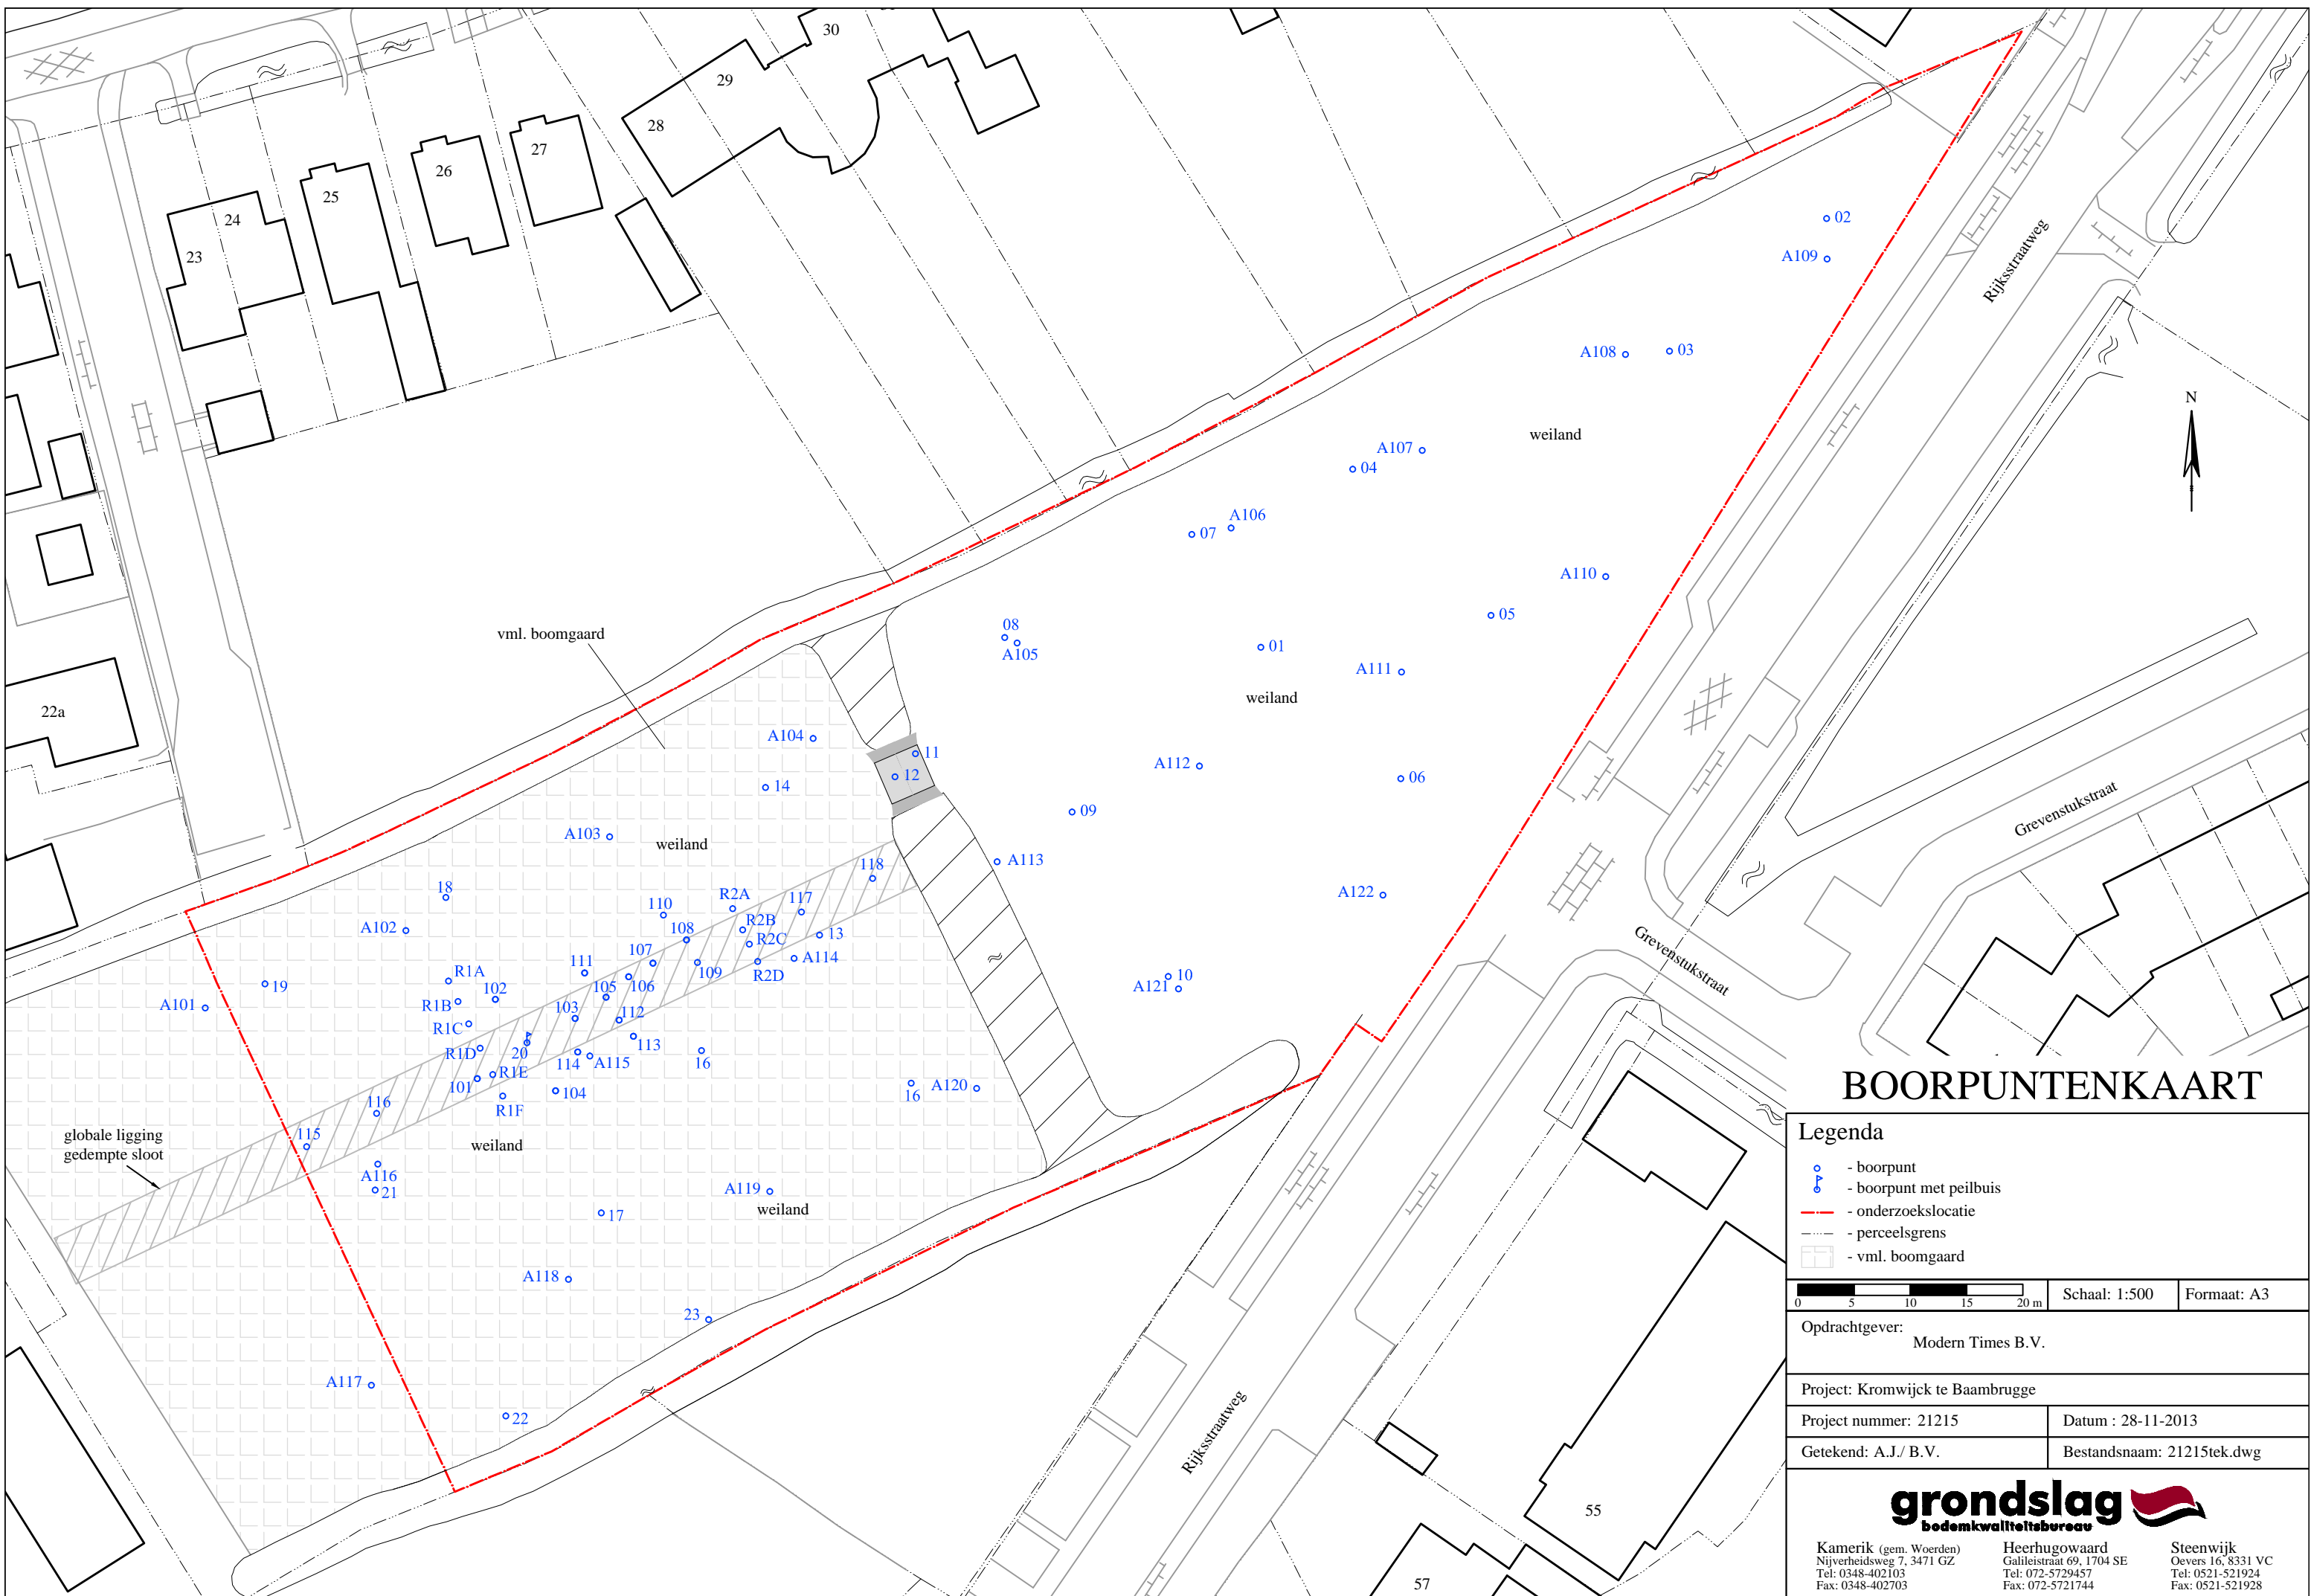 30
29
28
27
26
25
24
23
22a
02
A109
Rijksstraatweg
A108
03
N
weiland
A107
04
A106
07
A110
05
08
A105
01
A111
weiland
vml. boomgaard
A104
11
12
A112
06
14
09
A103
weiland
A113
118
A122
18
110
R2A
117
A102
R2B
108
13
R2C
Grevenstukstraat
Grevenstukstraat
107
A114
111
109
R2D
R1A
106
10
19
102
105
A121
A101
R1B
103
112
R1C
20
113
R1D
114
A115
16
101
R1E
104
16
A120
R1F
116
115
globale ligging
gedempte sloot
weiland
A116
21
A119
weiland
17
A118
23
A117
22
Rijksstraatweg
55
57
BOORPUNTENKAART
Legenda
- boorpunt
- boorpunt met peilbuis
- onderzoekslocatie
- perceelsgrens
- vml. boomgaard
0 5 10 15 20 m
Schaal: 1:500
Formaat: A3
Opdrachtgever:
Modern Times B.V.
Project: Kromwijck te Baambrugge
Project nummer: 21215
Datum : 28-11-2013
Getekend: A.J./ B.V.
Bestandsnaam: 21215tek.dwg
grondslag
bodemkwaliteitsbureau
Kamerik (gem. Woerden)
Nijverheidsweg 7, 3471 GZ
Tel: 0348-402103
Fax: 0348-402703
Heerhugowaard
Galileistraat 69, 1704 SE
Tel: 072-5729457
Fax: 072-5721744
Steenwijk
Oevers 16, 8331 VC
Tel: 0521-521924
Fax: 0521-521928